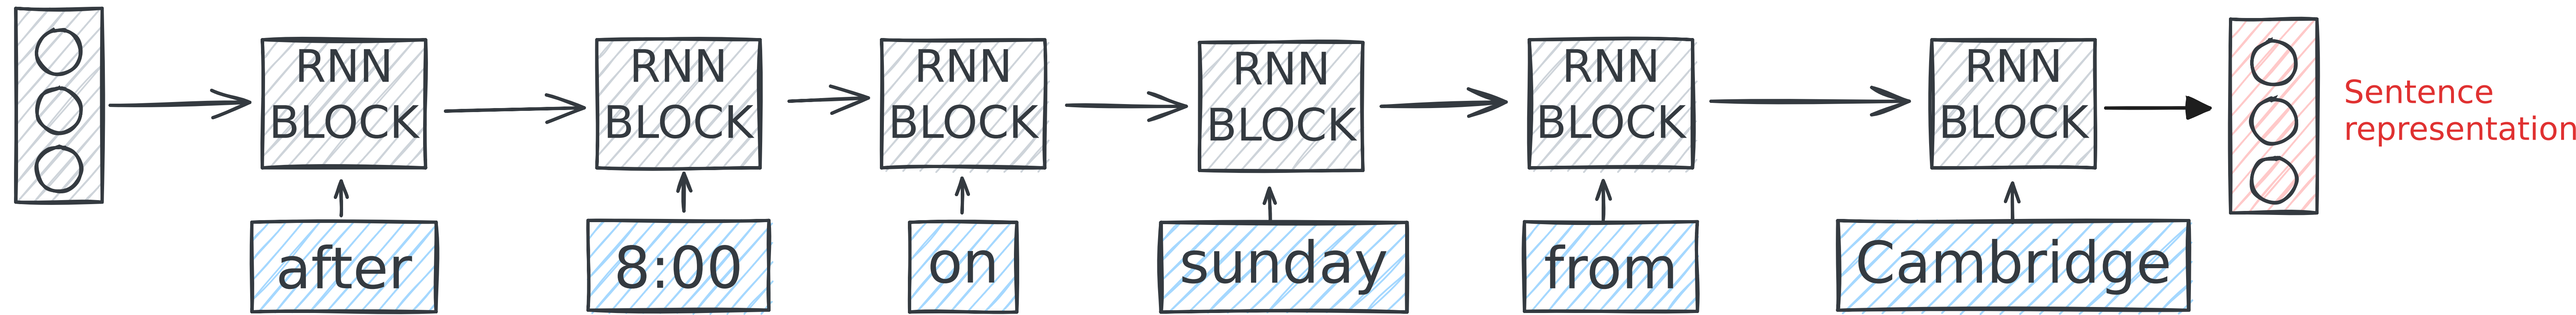 RNN
BLOCK
RNN
BLOCK
RNN
BLOCK
RNN
BLOCK
RNN
BLOCK
RNN
BLOCK
Sentence
representation
after
8:00
on
sunday
from
Cambridge